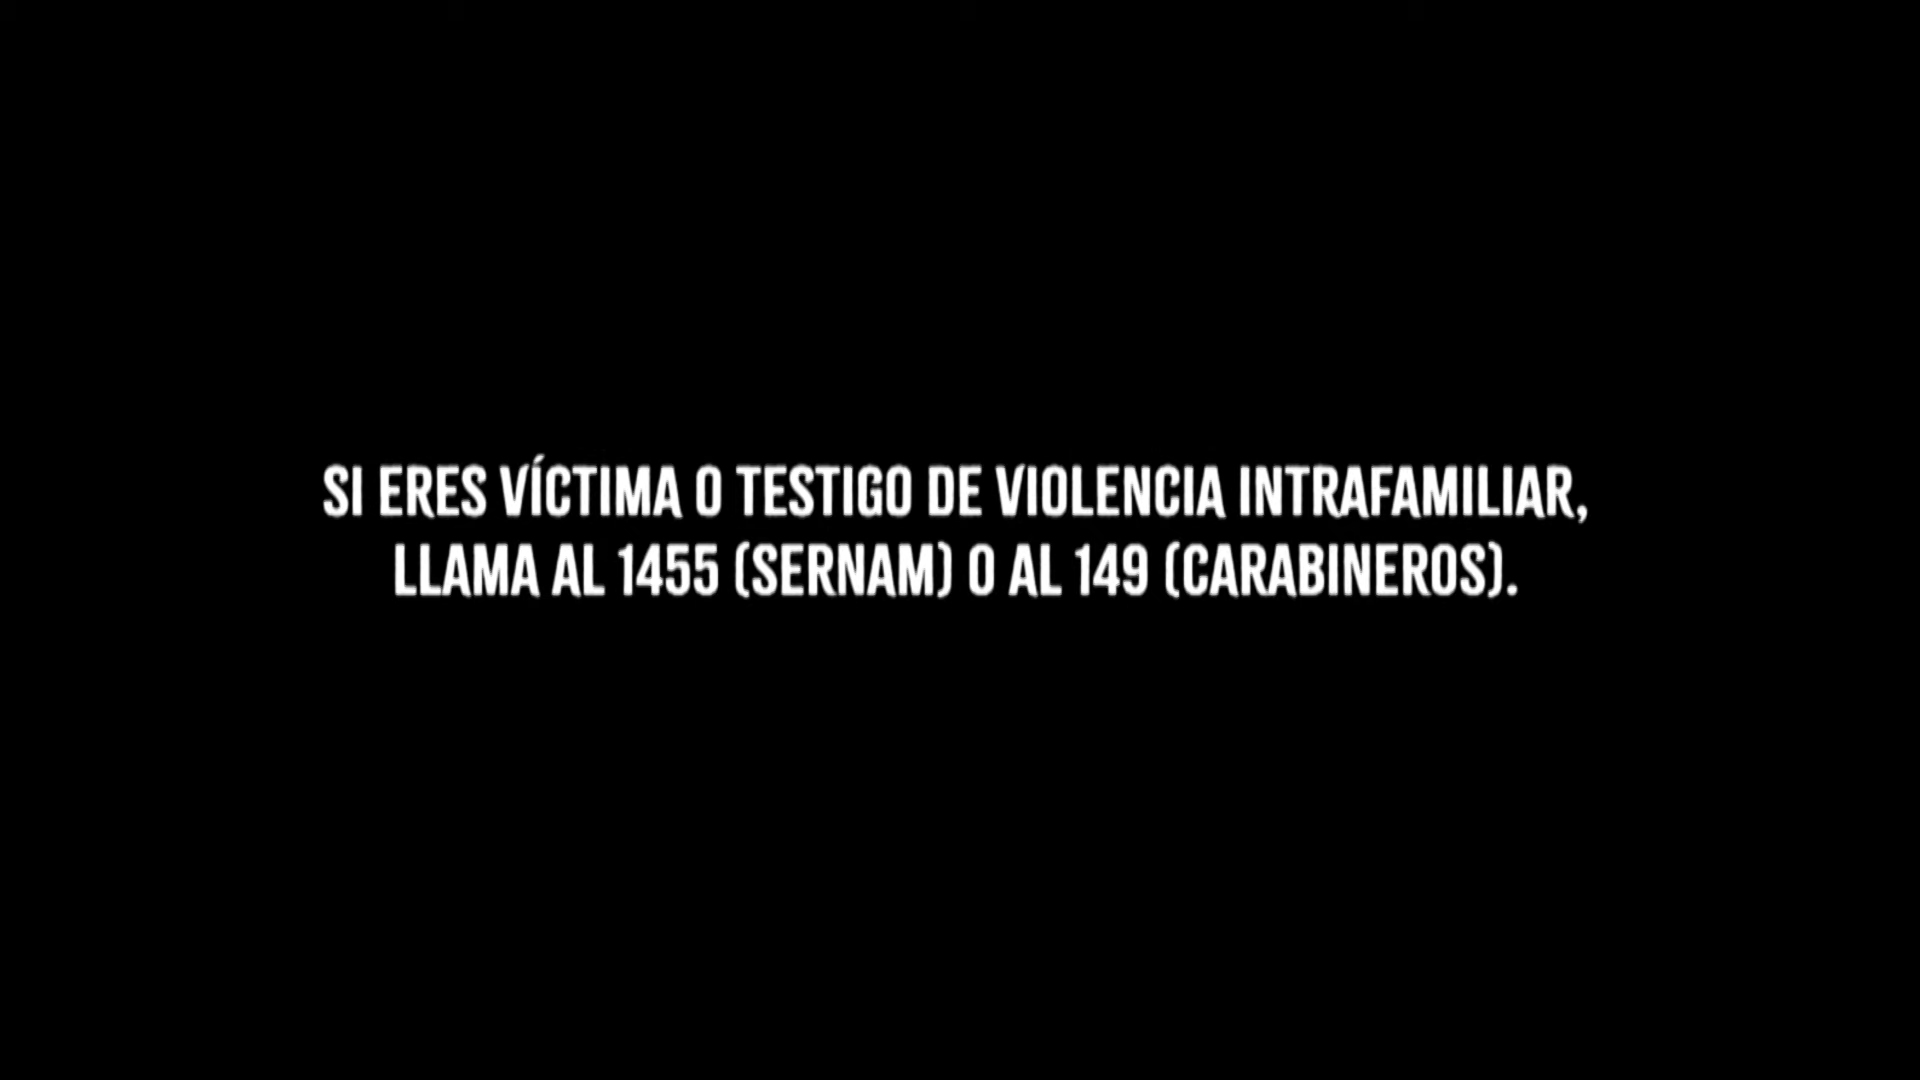 SI ERES VÍCTIMA O TESTIGO DE VIOLENCIA INTRAFAMILIAR,
LLAMA AL 1455 (SERNAM) O AL 149 (CARABINEROS).